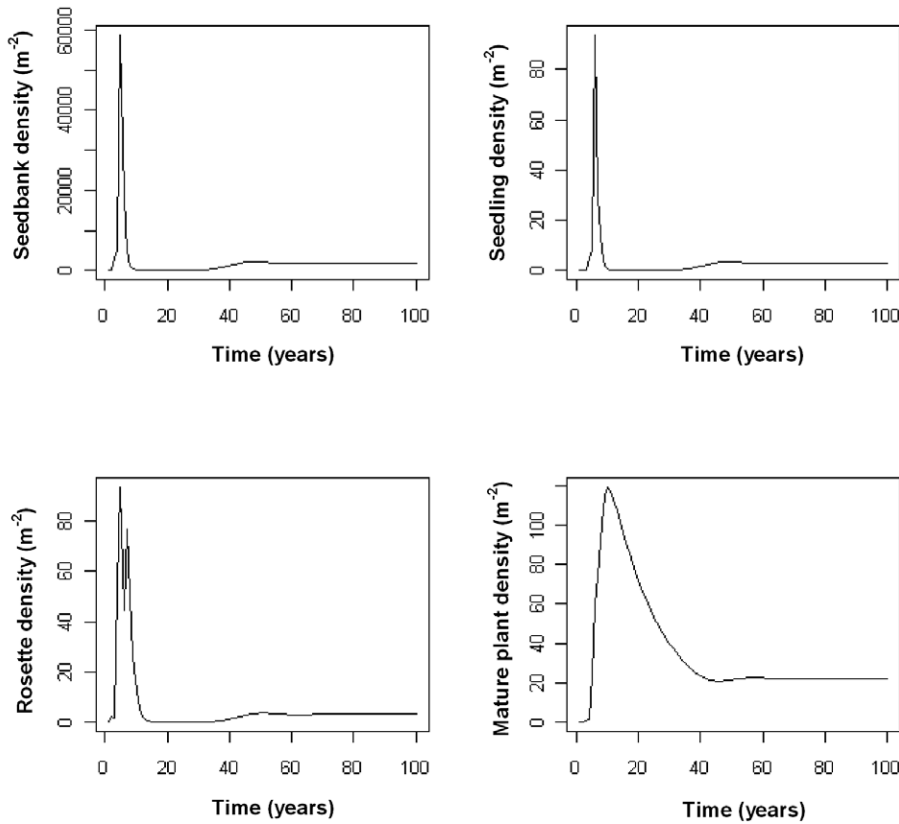 Seedbank density (m⁻²)
60000
40000
20000
0
0 20 40 60 80 100
Time (years)
Seedling density (m⁻²)
80
60
40
20
0
0 20 40 60 80 100
Time (years)
Rosette density (m⁻²)
80
60
40
20
0
0 20 40 60 80 100
Time (years)
Mature plant density (m⁻²)
100
80
60
40
20
0
0 20 40 60 80 100
Time (years)